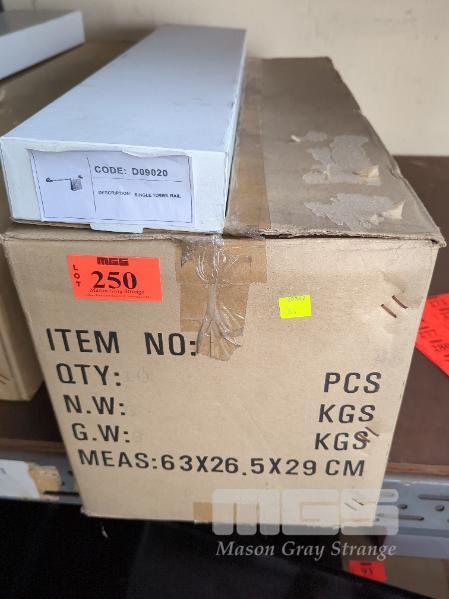 CODE: D09020
DESCRIPTION: SINGLE TOWEL RAIL
MGS
LOT
250
Mason Gray Strange
ITEM NO:
QTY: PCS
N.W: KGS
G.W: KGS
MEAS:63X26.5X29 CM
MGS
Mason Gray Strange